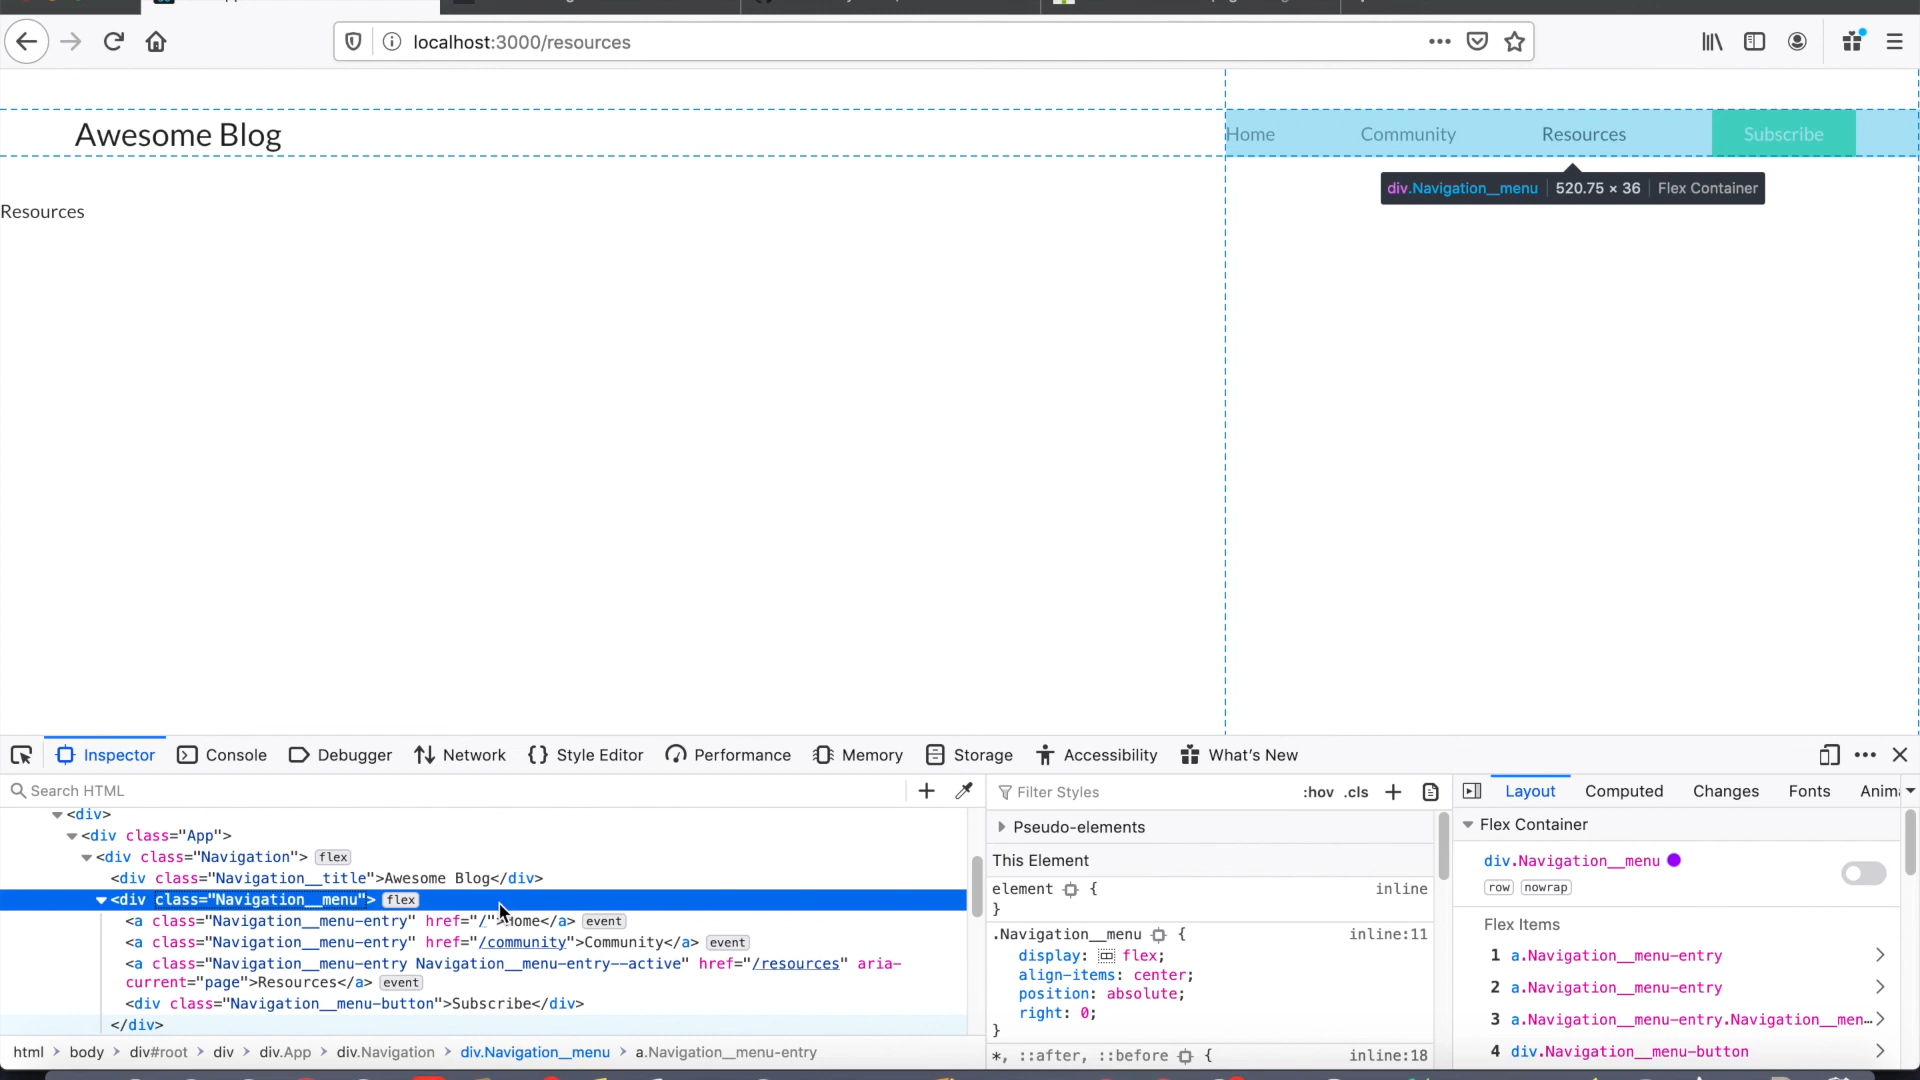 localhost:3000/resources
Awesome Blog
Home Community Resources Subscribe
div.Navigation__menu 520.75 × 36 Flex Container
Resources
Inspector Console Debugger Network Style Editor Performance Memory Storage Accessibility What's New
Search HTML
<div>
<div class="App">
<div class="Navigation"> flex
<div class="Navigation__title">Awesome Blog</div>
<div class="Navigation__menu"> flex
<a class="Navigation__menu-entry" href="/">Home</a> event
<a class="Navigation__menu-entry" href="/community">Community</a> event
<a class="Navigation__menu-entry Navigation__menu-entry--active" href="/resources" aria-
current="page">Resources</a> event
<div class="Navigation__menu-button">Subscribe</div>
</div>
html > body > div#root > div > div.App > div.Navigation > div.Navigation__menu > a.Navigation__menu-entry
Filter Styles :hov .cls
Pseudo-elements
This Element
element { inline
}
.Navigation__menu { inline:11
display: flex;
align-items: center;
position: absolute;
right: 0;
}
*, ::after, ::before { inline:18
Layout Computed Changes Fonts Anima
Flex Container
div.Navigation__menu
row nowrap
Flex Items
1 a.Navigation__menu-entry
2 a.Navigation__menu-entry
3 a.Navigation__menu-entry.Navigation__men…
4 div.Navigation__menu-button